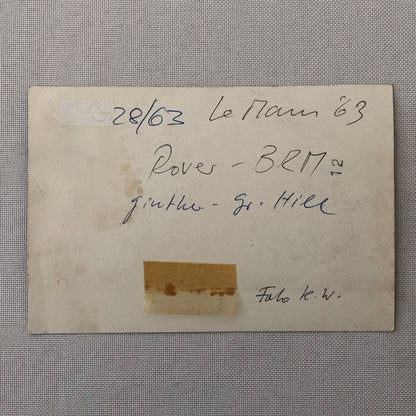 28/63 Le Mans '63
Rover - BRM
12
Ginther - Gr. Hill
Foto K.W.